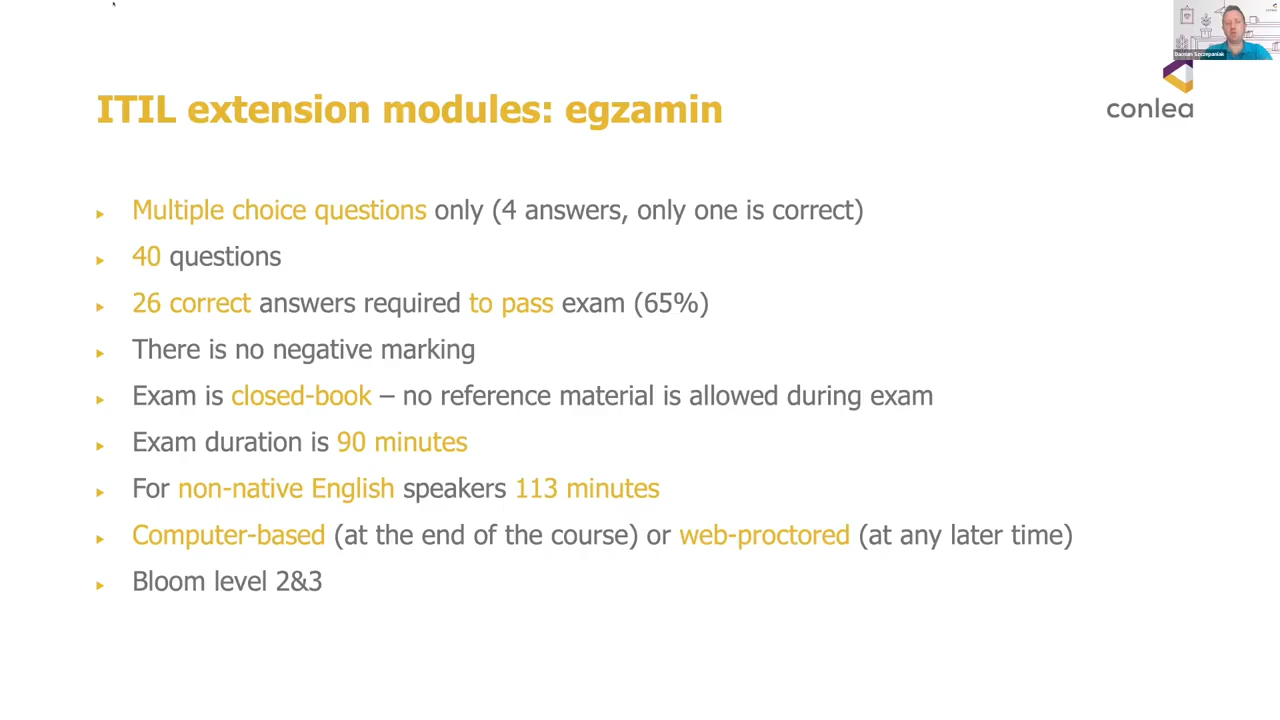 Damian Szczepaniak
ITIL extension modules: egzamin
conlea
Multiple choice questions only (4 answers, only one is correct)
40 questions
26 correct answers required to pass exam (65%)
There is no negative marking
Exam is closed-book – no reference material is allowed during exam
Exam duration is 90 minutes
For non-native English speakers 113 minutes
Computer-based (at the end of the course) or web-proctored (at any later time)
Bloom level 2&3